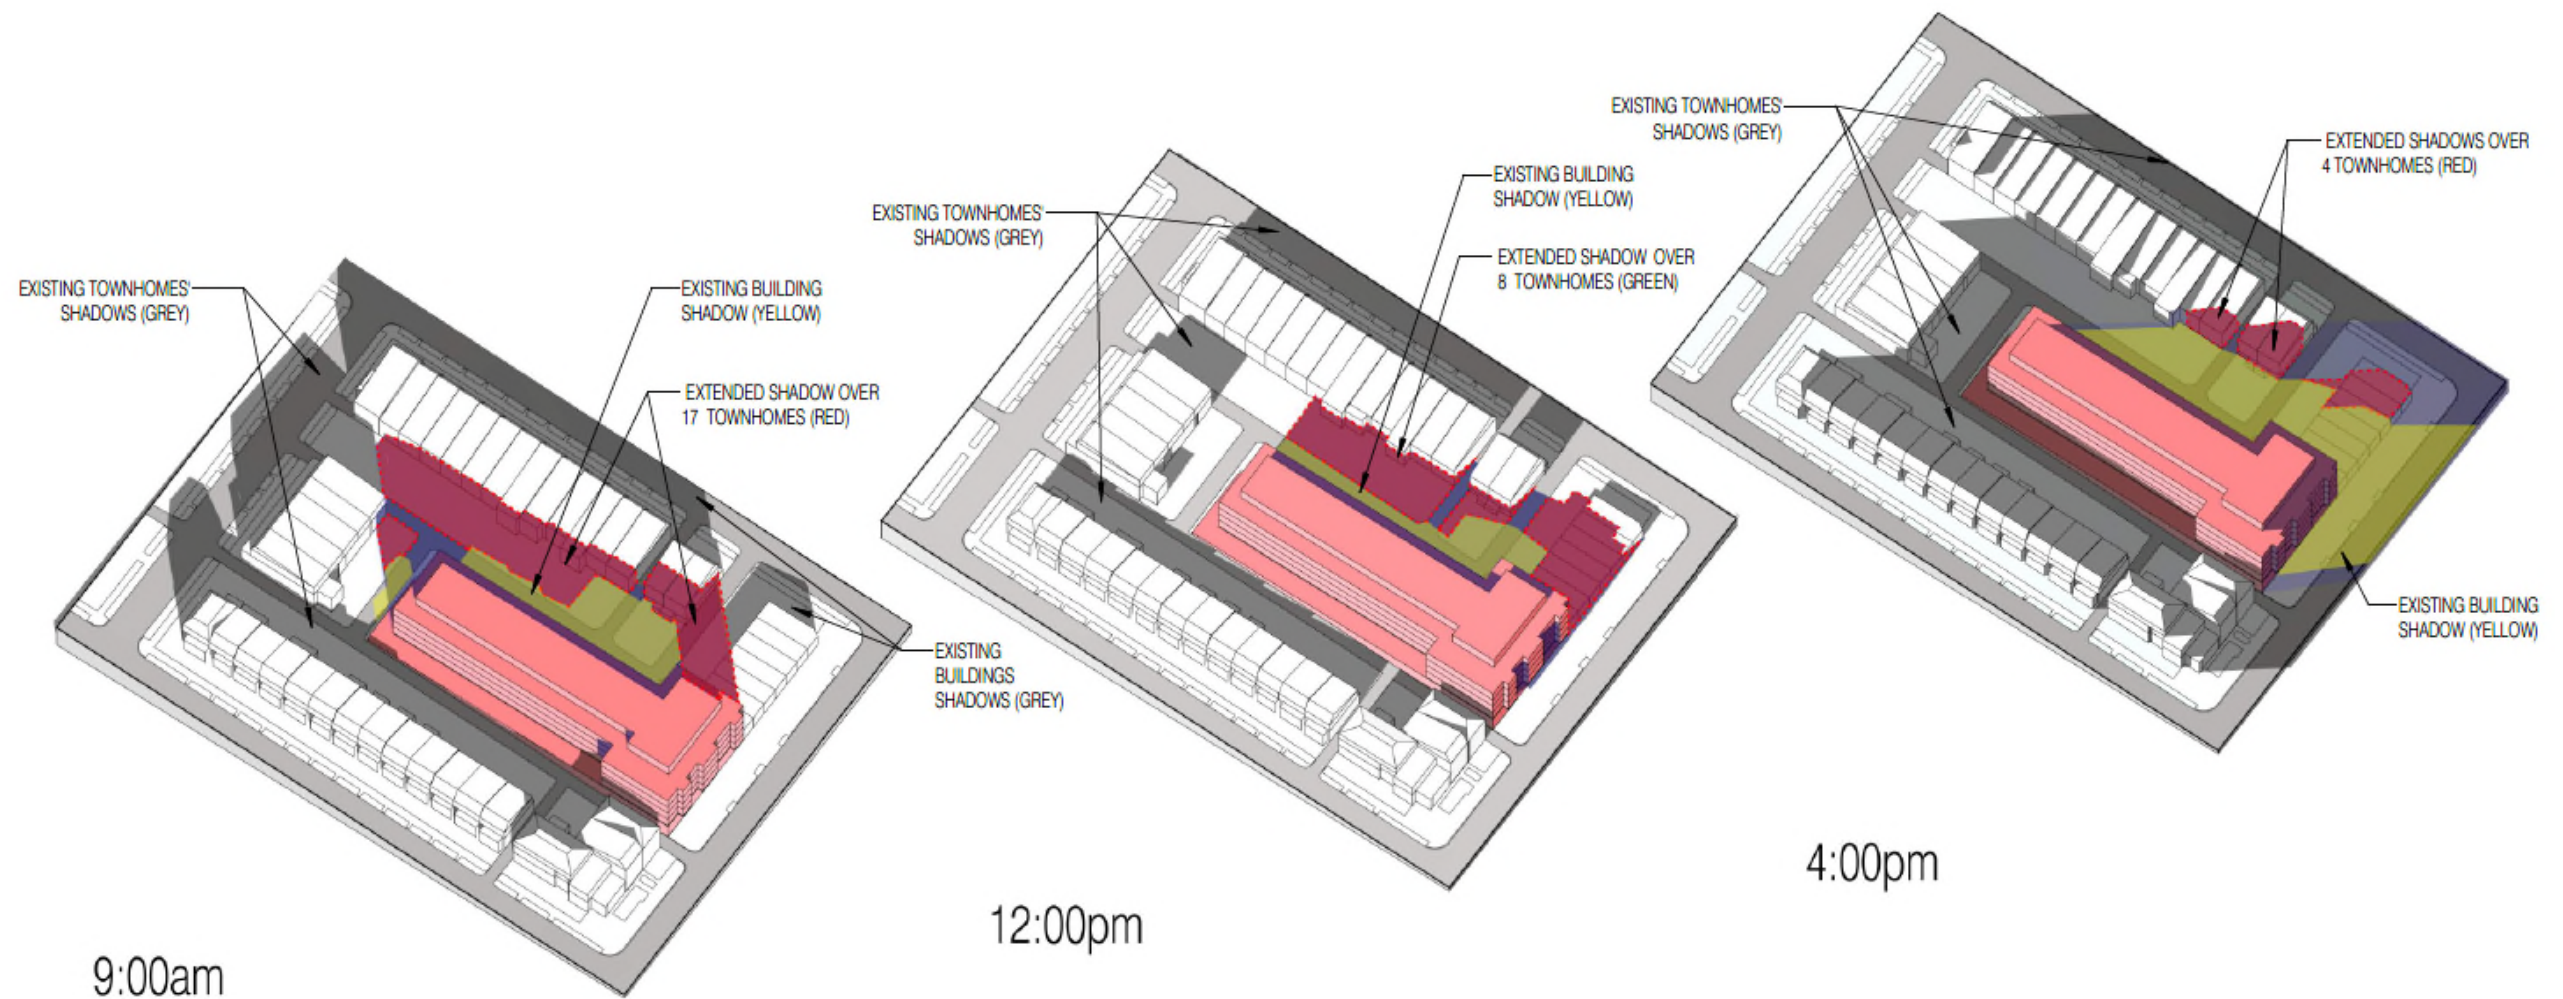 EXISTING TOWNHOMES'
SHADOWS (GREY)
EXISTING BUILDING
SHADOW (YELLOW)
EXTENDED SHADOW OVER
17 TOWNHOMES (RED)
EXISTING
BUILDINGS
SHADOWS (GREY)
9:00am
EXISTING TOWNHOMES'
SHADOWS (GREY)
EXISTING BUILDING
SHADOW (YELLOW)
EXTENDED SHADOW OVER
8 TOWNHOMES (GREEN)
12:00pm
EXISTING TOWNHOMES'
SHADOWS (GREY)
EXTENDED SHADOWS OVER
4 TOWNHOMES (RED)
EXISTING BUILDING
SHADOW (YELLOW)
4:00pm